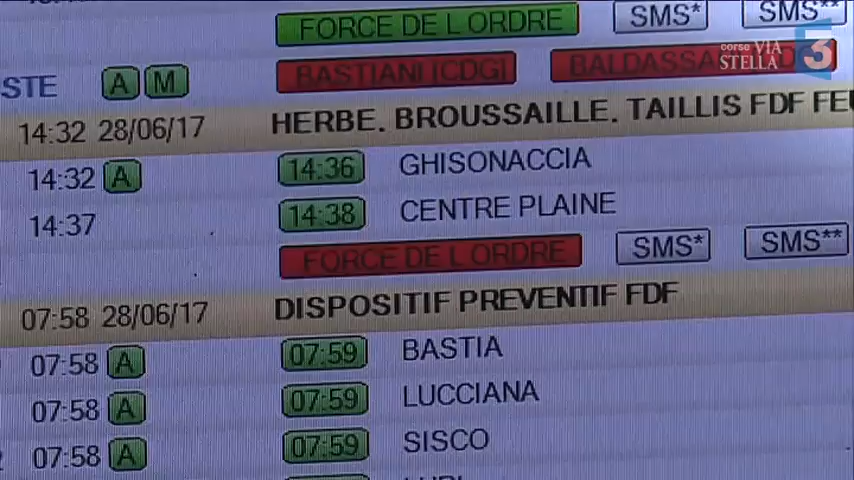 FORCE DE L ORDRE SMS* SMS**
STE A M BASTIANI (CDG)
corse VIA STELLA 3
14:32 28/06/17 HERBE. BROUSSAILLE. TAILLIS FDF
14:32 A 14:36 GHISONACCIA
14:37 14:38 CENTRE PLAINE
FORCE DE L ORDRE SMS* SMS**
07:58 28/06/17 DISPOSITIF PREVENTIF FDF
07:58 A 07:59 BASTIA
07:58 A 07:59 LUCCIANA
07:58 A 07:59 SISCO